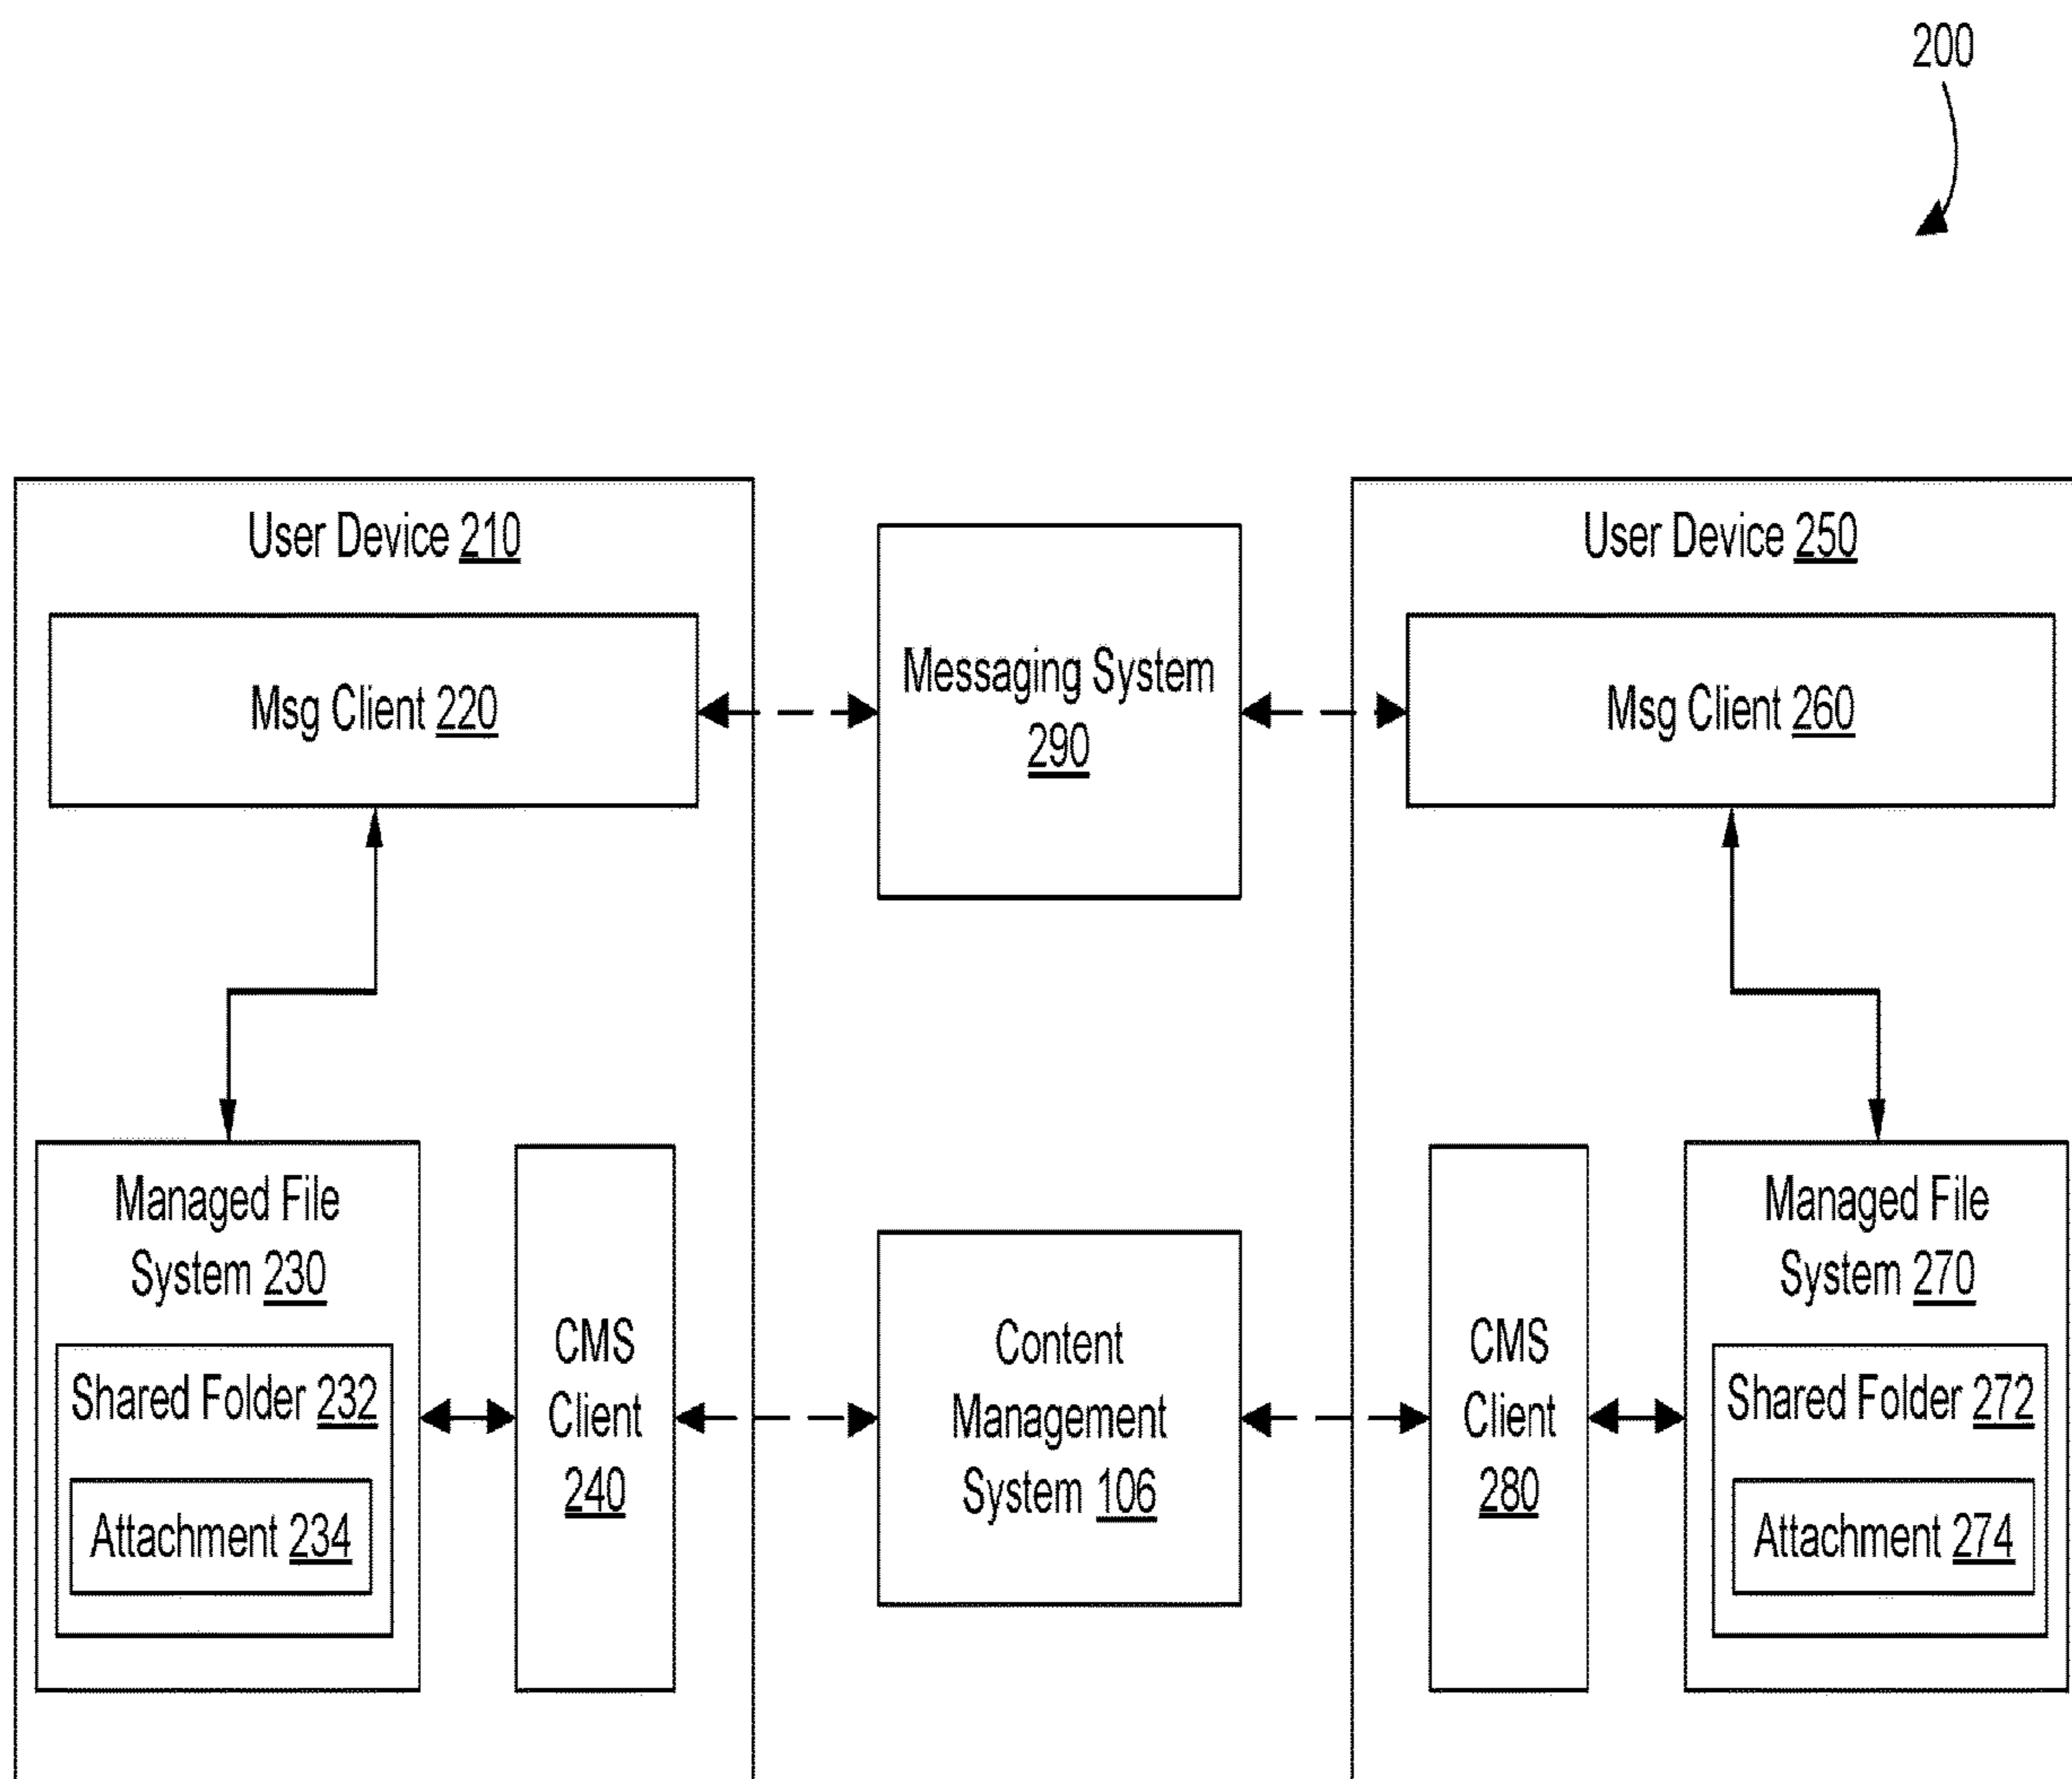 200
User Device 210
Msg Client 220
Managed File
System 230
Shared Folder 232
Attachment 234
CMS
Client
240
Messaging System
290
Content
Management
System 106
User Device 250
Msg Client 260
CMS
Client
280
Managed File
System 270
Shared Folder 272
Attachment 274